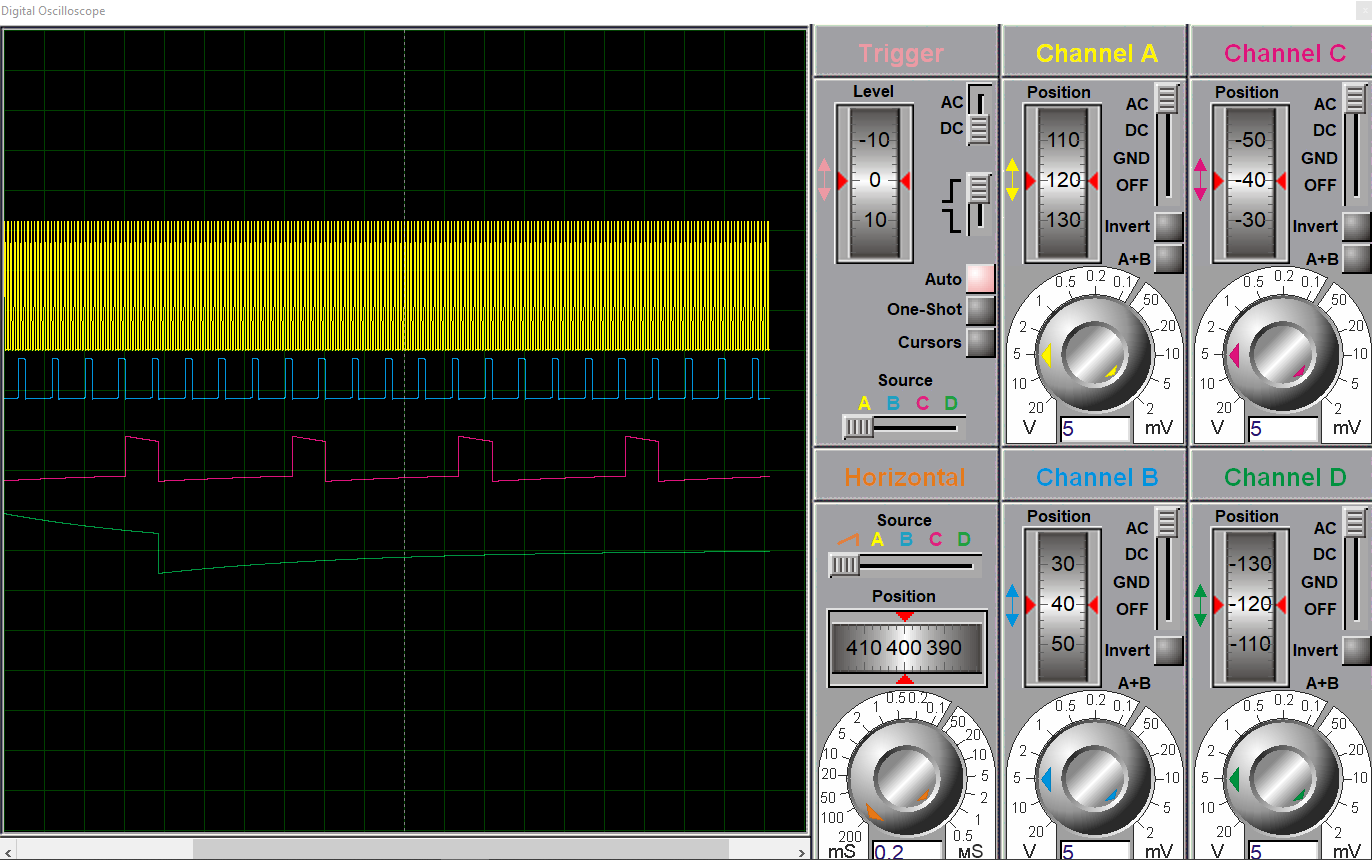 Digital Oscilloscope
Trigger
Level
AC
DC
-10
0
10
Auto
One-Shot
Cursors
Source
A B C D
Channel A
Position
AC
DC
GND
OFF
110
120
130
Invert
A+B
0.5 0.2 0.1
1 50
2 20
5 10
10 5
20 2
V 5 mV
Channel C
Position
AC
DC
GND
OFF
-50
-40
-30
Invert
A+B
0.5 0.2 0.1
1 50
2 20
5 10
10 5
20 2
V 5 mV
Horizontal
Source
A B C D
Position
410 400 390
0.5 0.2
1 0.1
2 50
5 20
10 10
20 5
50 2
100 1
200 0.5
mS 0.2 мS
Channel B
Position
AC
DC
GND
OFF
30
40
50
Invert
A+B
0.5 0.2 0.1
1 50
2 20
5 10
10 5
20 2
V 5 mV
Channel D
Position
AC
DC
GND
OFF
-130
-120
-110
Invert
A+B
0.5 0.2 0.1
1 50
2 20
5 10
10 5
20 2
V 5 mV